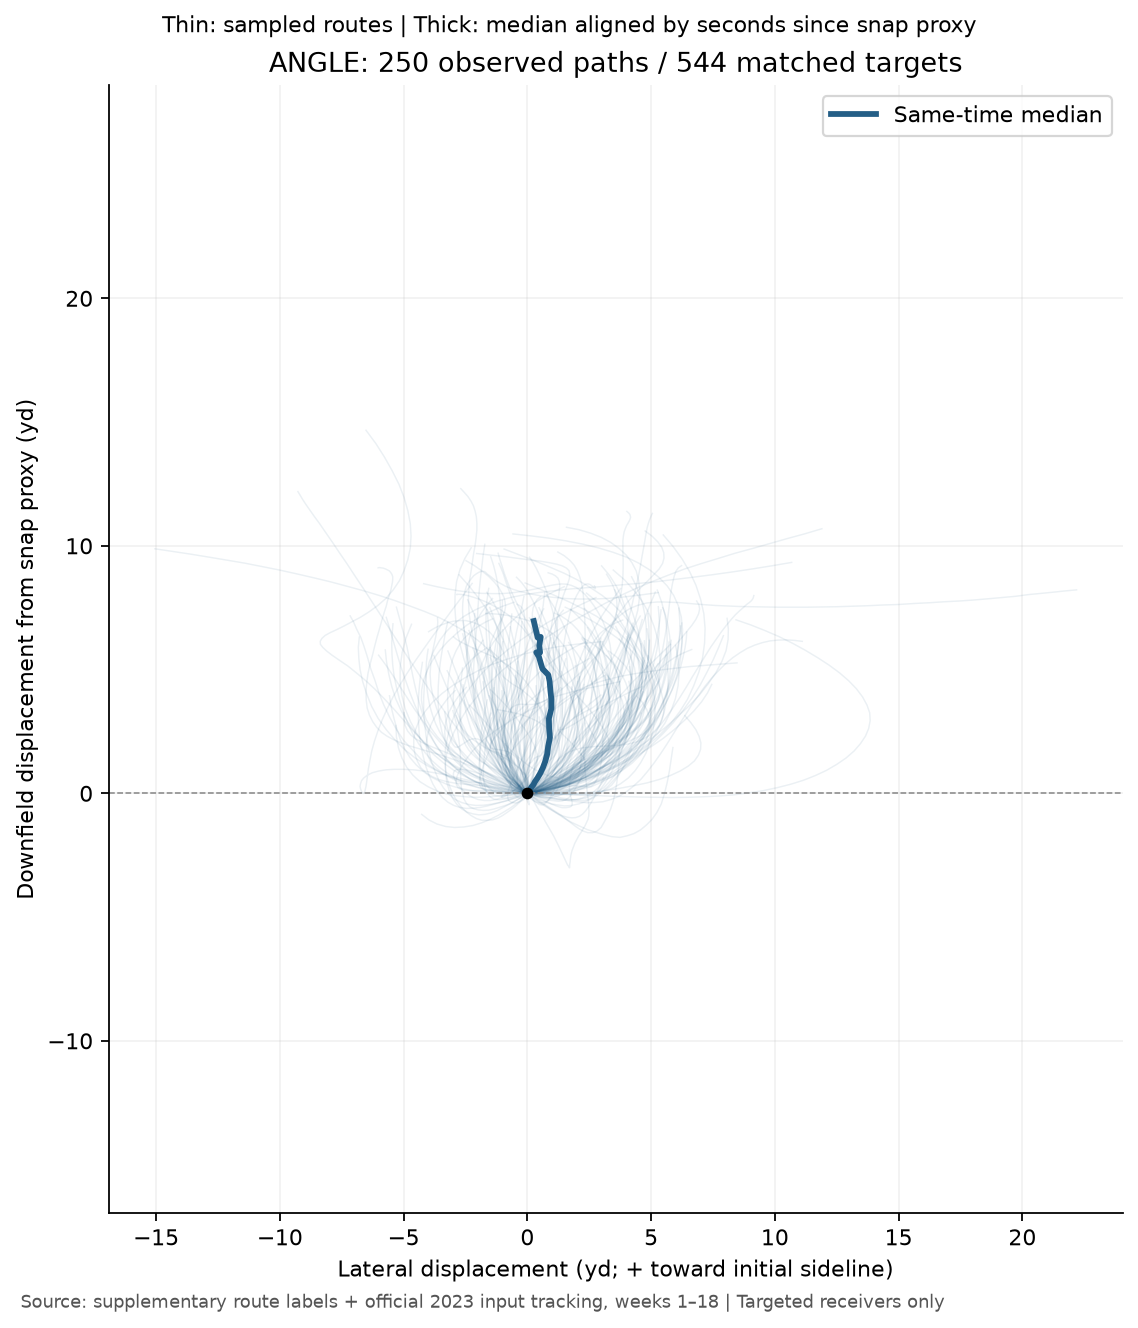 Thin: sampled routes | Thick: median aligned by seconds since snap proxy
ANGLE: 250 observed paths / 544 matched targets
Same-time median
Downfield displacement from snap proxy (yd)
20
10
0
−10
−15
−10
−5
0
5
10
15
20
Lateral displacement (yd; + toward initial sideline)
Source: supplementary route labels + official 2023 input tracking, weeks 1–18 | Targeted receivers only